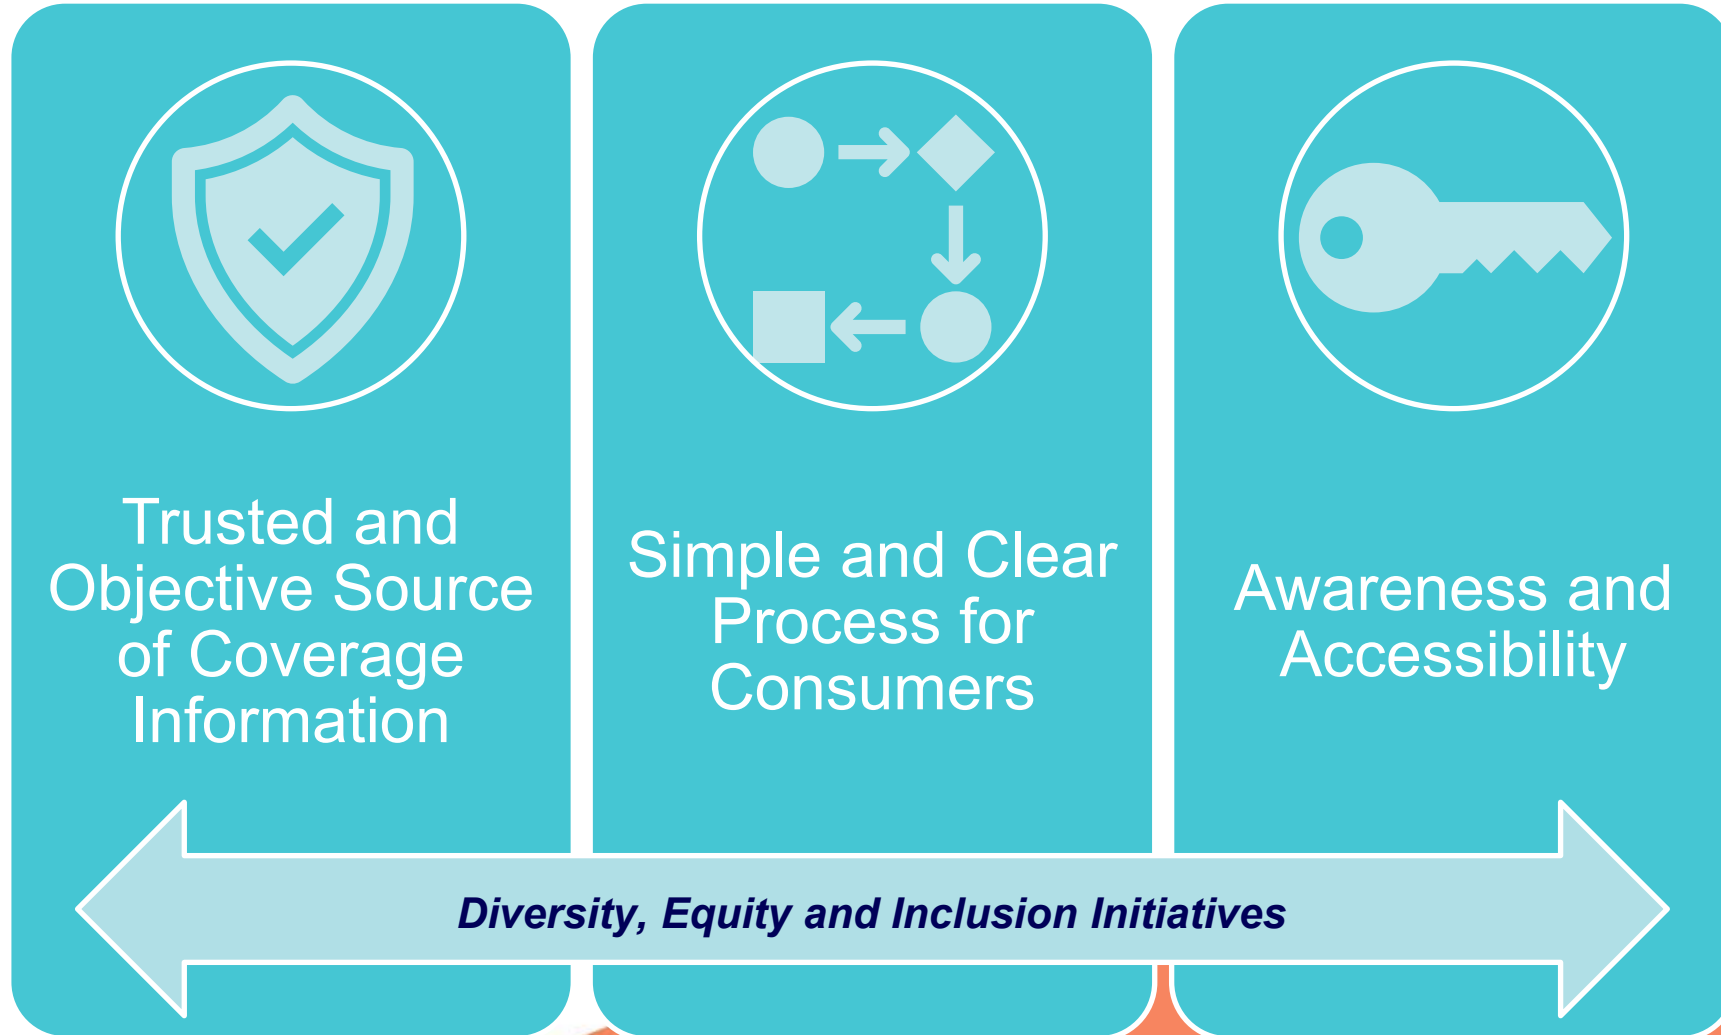 Trusted and
Objective Source
of Coverage
Information
Simple and Clear
Process for
Consumers
Awareness and
Accessibility
Diversity, Equity and Inclusion Initiatives